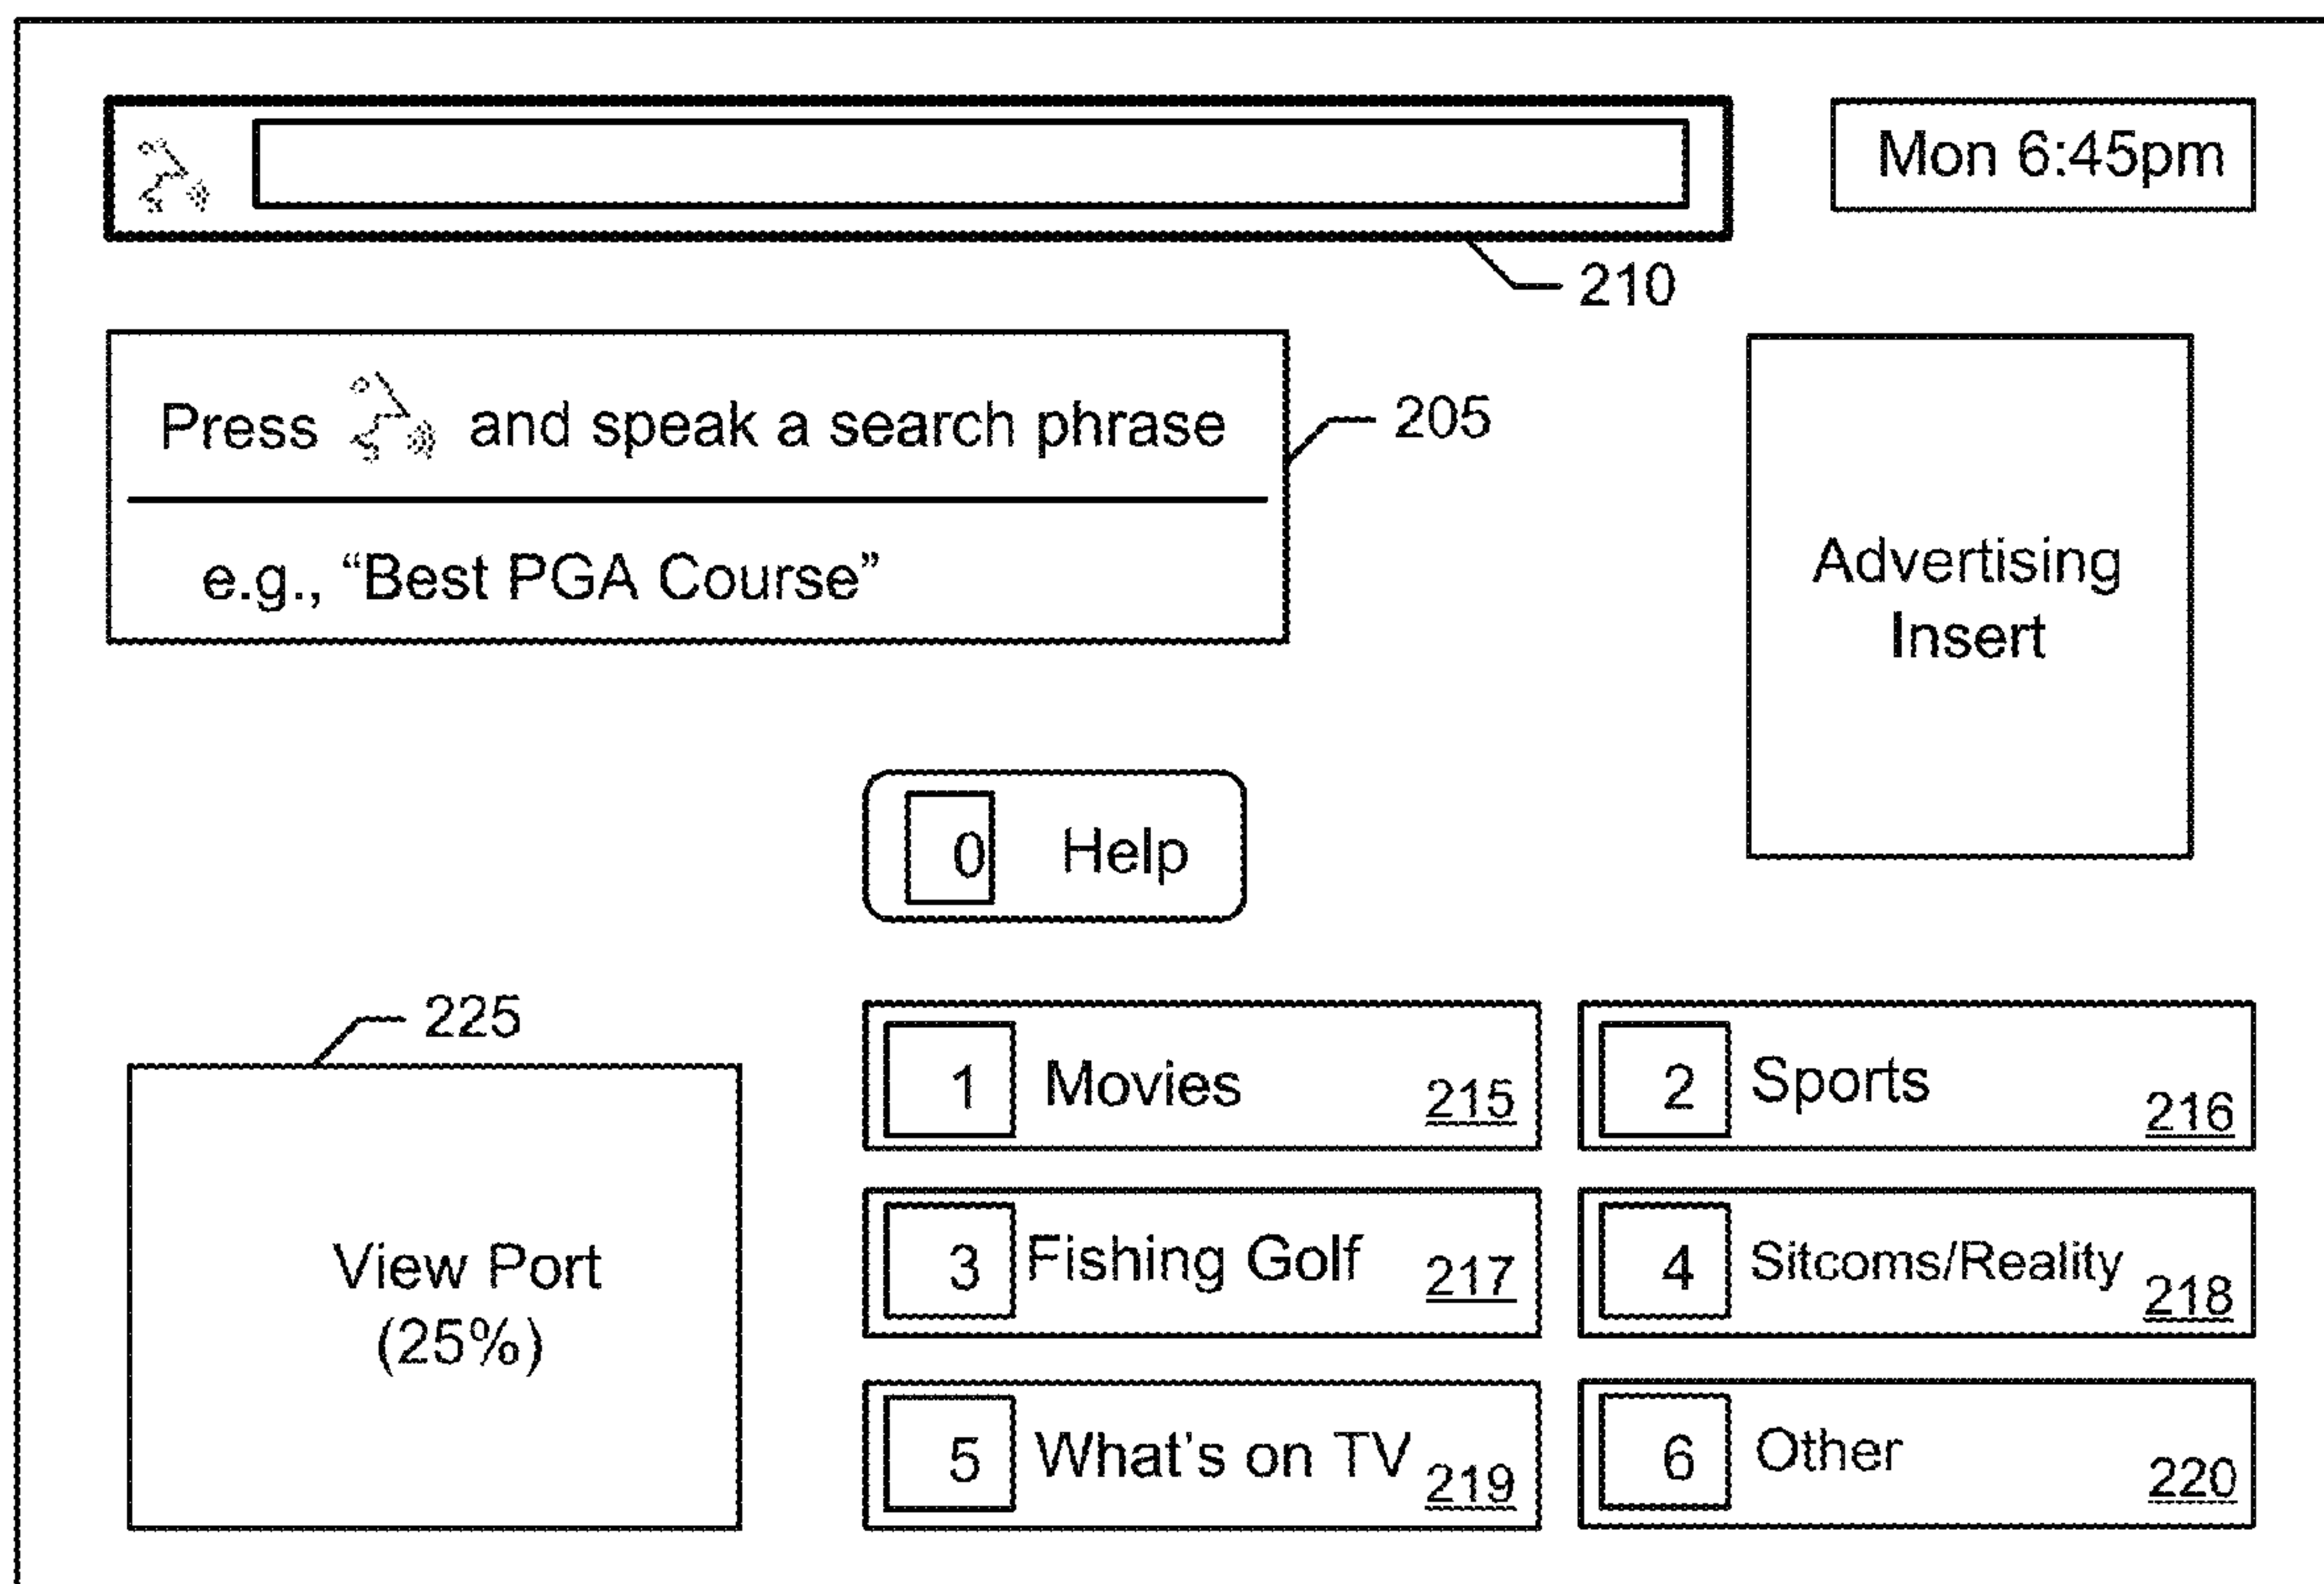 Mon 6:45pm
210
Press and speak a search phrase
205
e.g., “Best PGA Course”
Advertising
Insert
0 Help
225
View Port
(25%)
1 Movies 215
2 Sports 216
3 Fishing Golf 217
4 Sitcoms/Reality 218
5 What's on TV 219
6 Other 220